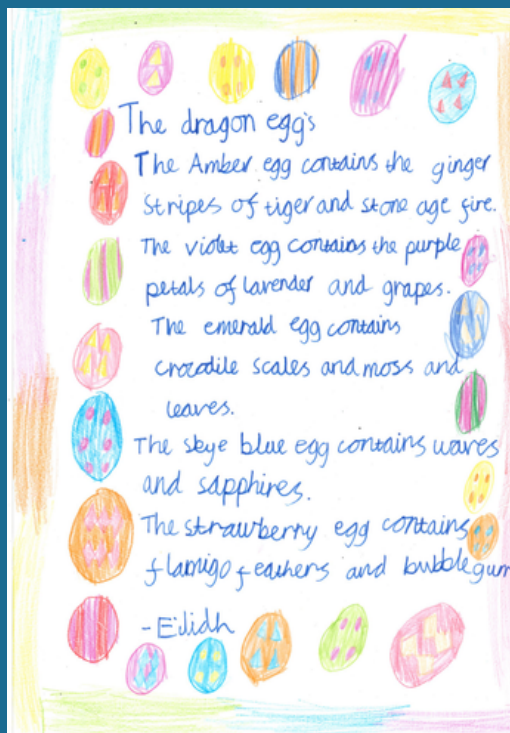 The dragon egg's
The Amber egg contains the ginger
stripes of tiger and stone age fire.
The violet egg contains the purple
petals of lavender and grapes.
The emerald egg contains
crocodile scales and moss and
leaves.
The skye blue egg contains waves
and sapphires.
The strawberry egg contains
flamigo feathers and bubblegum
-Eilidh